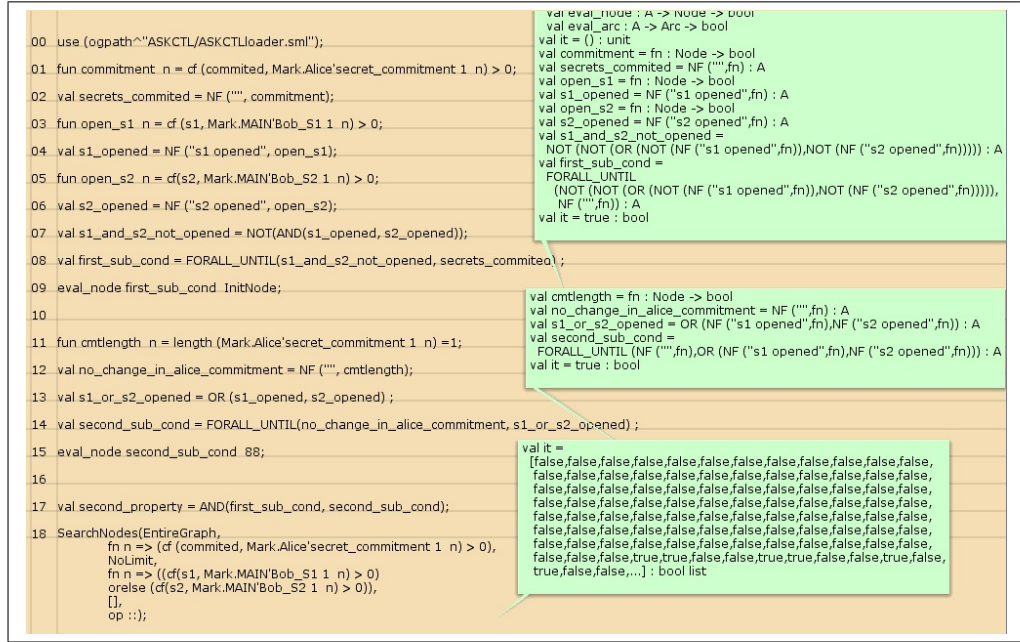 00 use (ogpath^"ASKCTL/ASKCTLloader.sml");
01 fun commitment n = cf (commited, Mark.Alice'secret_commitment 1 n) > 0;
02 val secrets_commited = NF ("", commitment);
03 fun open_s1 n = cf (s1, Mark.MAIN'Bob_S1 1 n) > 0;
04 val s1_opened = NF ("s1 opened", open_s1);
05 fun open_s2 n = cf(s2, Mark.MAIN'Bob_S2 1 n) > 0;
06 val s2_opened = NF ("s2 opened", open_s2);
07 val s1_and_s2_not_opened = NOT(AND(s1_opened, s2_opened));
08 val first_sub_cond = FORALL_UNTIL(s1_and_s2_not_opened, secrets_commited) ;
09 eval_node first_sub_cond InitNode;
10
11 fun cmtlength n = length (Mark.Alice'secret_commitment 1 n) =1;
12 val no_change_in_alice_commitment = NF ("", cmtlength);
13 val s1_or_s2_opened = OR (s1_opened, s2_opened) ;
14 val second_sub_cond = FORALL_UNTIL(no_change_in_alice_commitment, s1_or_s2_opened) ;
15 eval_node second_sub_cond 88;
16
17 val second_property = AND(first_sub_cond, second_sub_cond);
18 SearchNodes(EntireGraph,
fn n => (cf (commited, Mark.Alice'secret_commitment 1 n) > 0),
NoLimit,
fn n => ((cf(s1, Mark.MAIN'Bob_S1 1 n) > 0)
orelse (cf(s2, Mark.MAIN'Bob_S2 1 n) > 0)),
[],
op ::);
val eval_node : A -> Node -> bool
val eval_arc : A -> Arc -> bool
val it = () : unit
val commitment = fn : Node -> bool
val secrets_commited = NF ("",fn) : A
val open_s1 = fn : Node -> bool
val s1_opened = NF ("s1 opened",fn) : A
val open_s2 = fn : Node -> bool
val s2_opened = NF ("s2 opened",fn) : A
val s1_and_s2_not_opened =
NOT (NOT (OR (NOT (NF ("s1 opened",fn)),NOT (NF ("s2 opened",fn))))) : A
val first_sub_cond =
FORALL_UNTIL
(NOT (NOT (OR (NOT (NF ("s1 opened",fn)),NOT (NF ("s2 opened",fn))))),
NF ("",fn)) : A
val it = true : bool
val cmtlength = fn : Node -> bool
val no_change_in_alice_commitment = NF ("",fn) : A
val s1_or_s2_opened = OR (NF ("s1 opened",fn),NF ("s2 opened",fn)) : A
val second_sub_cond =
FORALL_UNTIL (NF ("",fn),OR (NF ("s1 opened",fn),NF ("s2 opened",fn))) : A
val it = true : bool
val it =
[false,false,false,false,false,false,false,false,false,false,false,false,
false,false,false,false,false,false,false,false,false,false,false,false,
false,false,false,false,false,false,false,false,false,false,false,false,
false,false,false,false,false,false,false,false,false,false,false,false,
false,false,false,false,false,false,false,false,false,false,false,false,
false,false,false,false,false,false,false,false,false,false,false,false,
false,false,false,false,false,false,false,false,false,false,false,false,
false,false,false,true,true,false,false,true,true,false,false,true,false,
true,false,false,...] : bool list